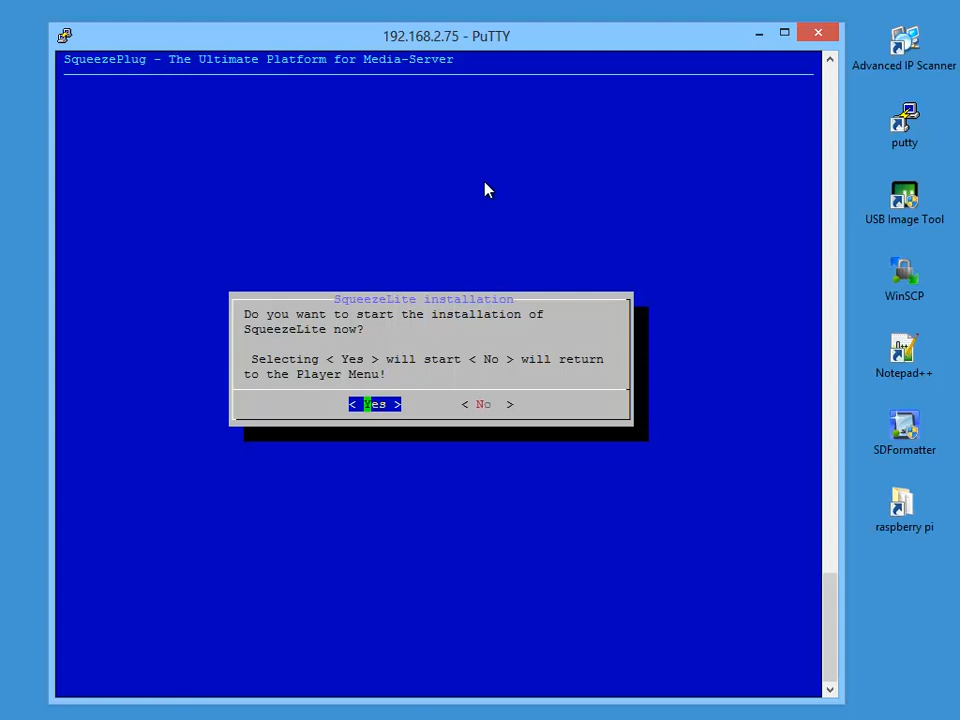 192.168.2.75 - PuTTY
SqueezePlug - The Ultimate Platform for Media-Server
SqueezeLite installation
Do you want to start the installation of
SqueezeLite now?
Selecting < Yes > will start < No > will return
to the Player Menu!
< Yes > < No >
Advanced IP Scanner
putty
USB Image Tool
WinSCP
Notepad++
SDFormatter
raspberry pi